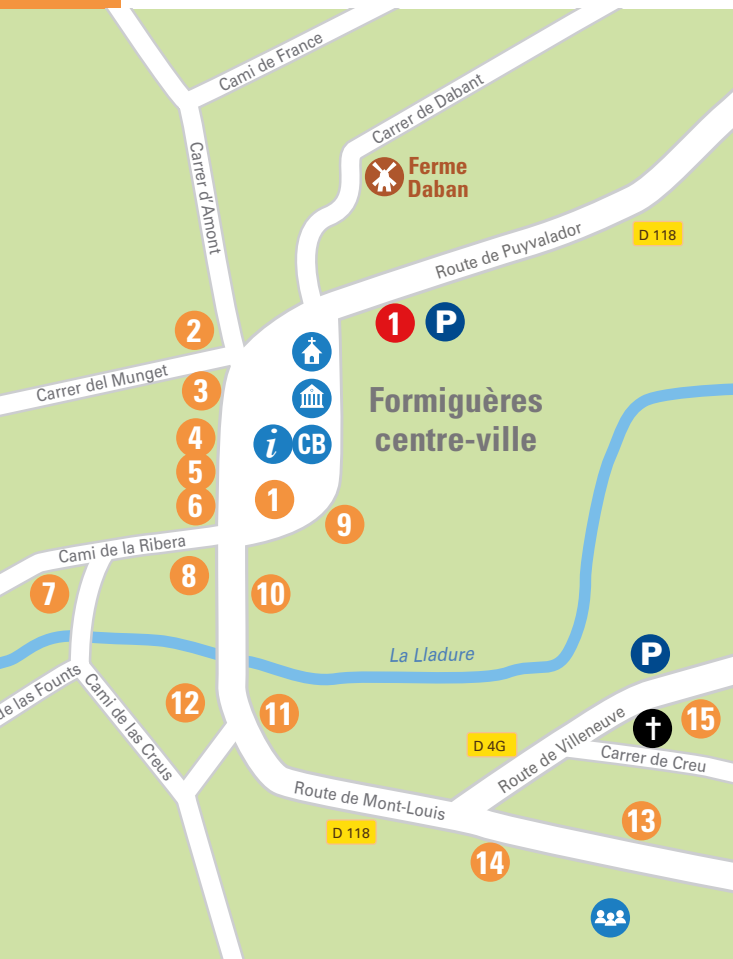 Cami de France
Carrer de Dabant
Carrer d'Amont
Ferme
Daban
D 118
Route de Puyvalador
2
1
P
Carrer del Munget
3
Formiguères
centre-ville
4
i
CB
5
6
1
9
Cami de la Ribera
8
7
10
La Lladure
P
de las Founts
Cami de las Creus
12
11
15
D 4G
Route de Villeneuve
Carrer de Creu
Route de Mont-Louis
D 118
13
14